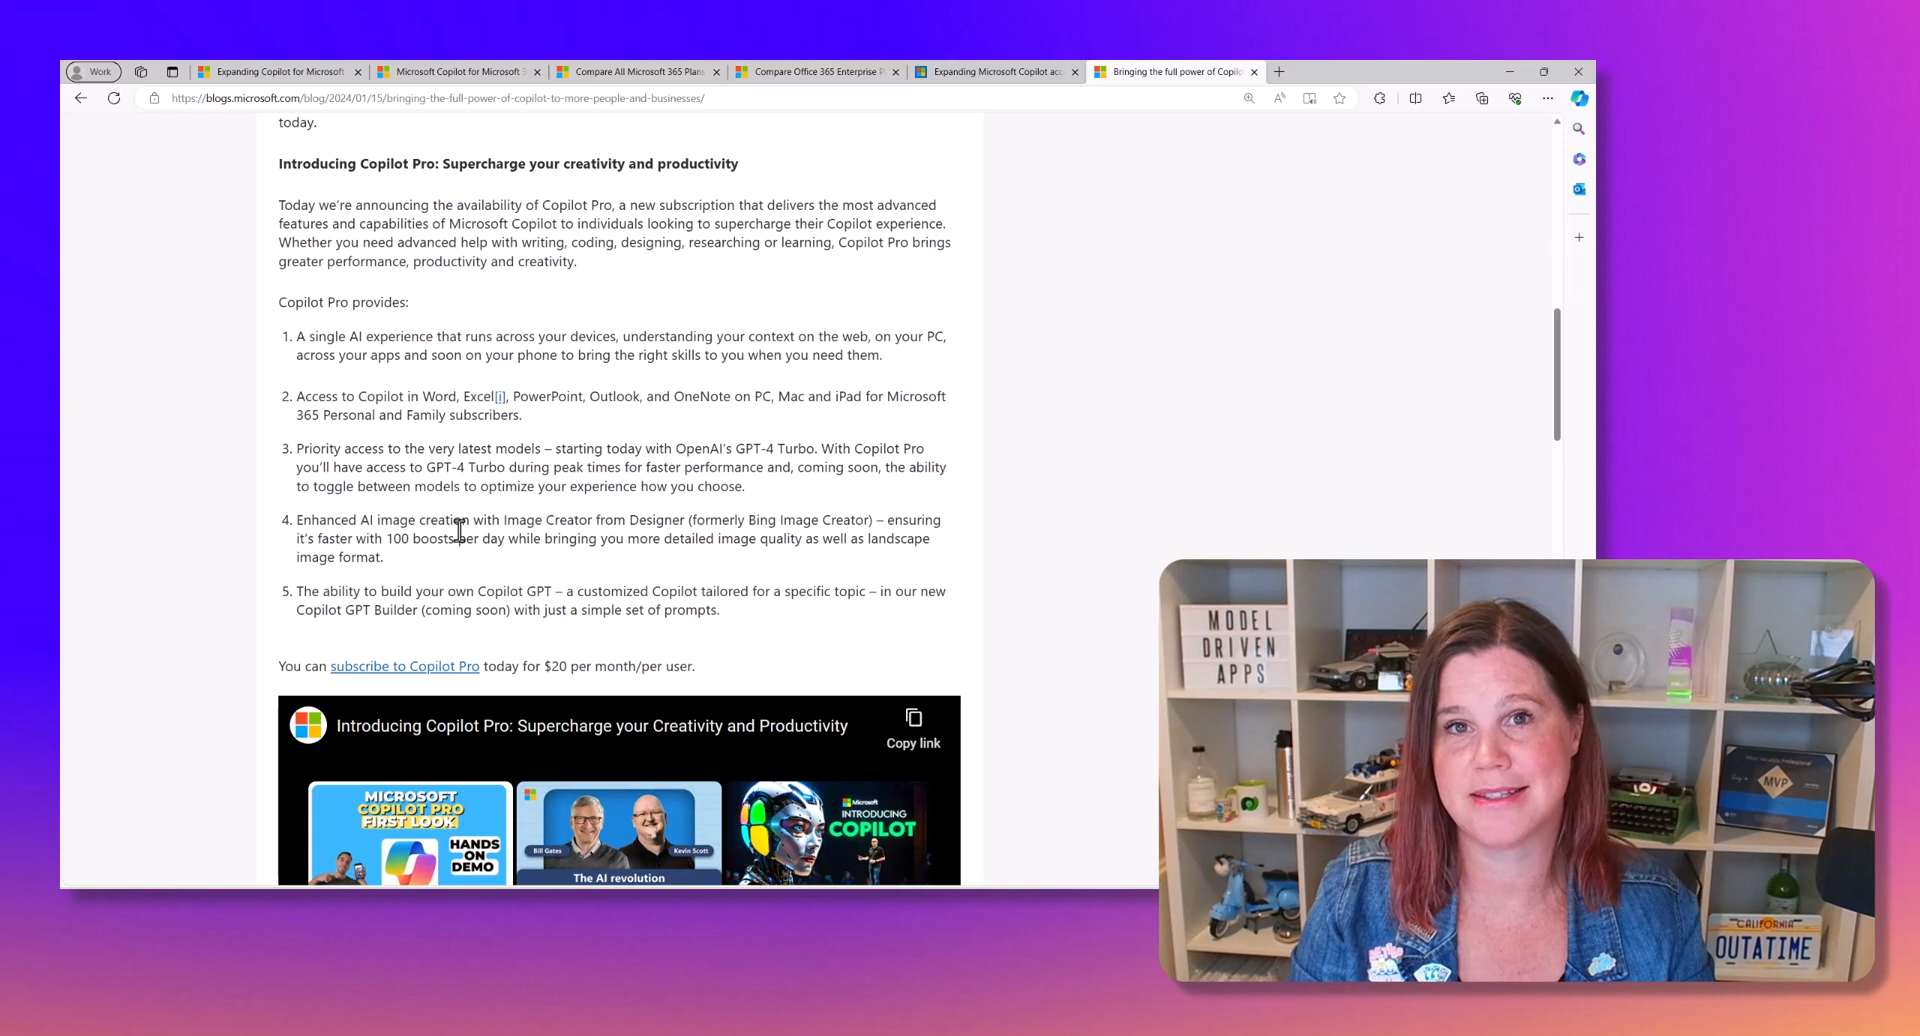 Work
Expanding Copilot for Microsoft
Microsoft Copilot for Microsoft 3
Compare All Microsoft 365 Plans
Compare Office 365 Enterprise P
Expanding Microsoft Copilot acc
Bringing the full power of Copilo
https://blogs.microsoft.com/blog/2024/01/15/bringing-the-full-power-of-copilot-to-more-people-and-businesses/
today.
Introducing Copilot Pro: Supercharge your creativity and productivity
Today we're announcing the availability of Copilot Pro, a new subscription that delivers the most advanced
features and capabilities of Microsoft Copilot to individuals looking to supercharge their Copilot experience.
Whether you need advanced help with writing, coding, designing, researching or learning, Copilot Pro brings
greater performance, productivity and creativity.
Copilot Pro provides:
1. A single AI experience that runs across your devices, understanding your context on the web, on your PC,
across your apps and soon on your phone to bring the right skills to you when you need them.
2. Access to Copilot in Word, Excel[i], PowerPoint, Outlook, and OneNote on PC, Mac and iPad for Microsoft
365 Personal and Family subscribers.
3. Priority access to the very latest models – starting today with OpenAI's GPT-4 Turbo. With Copilot Pro
you'll have access to GPT-4 Turbo during peak times for faster performance and, coming soon, the ability
to toggle between models to optimize your experience how you choose.
4. Enhanced AI image creation with Image Creator from Designer (formerly Bing Image Creator) – ensuring
it's faster with 100 boosts per day while bringing you more detailed image quality as well as landscape
image format.
5. The ability to build your own Copilot GPT – a customized Copilot tailored for a specific topic – in our new
Copilot GPT Builder (coming soon) with just a simple set of prompts.
You can subscribe to Copilot Pro today for $20 per month/per user.
Introducing Copilot Pro: Supercharge your Creativity and Productivity
Copy link
MICROSOFT
COPILOT PRO
FIRST LOOK
HANDS
ON
DEMO
Bill Gates
Kevin Scott
The AI revolution
Microsoft
INTRODUCING
COPILOT
MODEL
DRIVEN
APPS
MVP
CALIFORNIA
OUTATIME